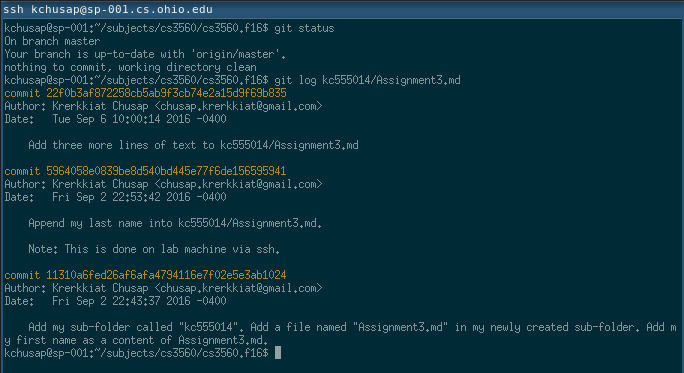 ssh kchusap@sp-001.cs.ohio.edu
kchusap@sp-001:~/subjects/cs3560/cs3560.f16$ git status
On branch master
Your branch is up-to-date with 'origin/master'.
nothing to commit, working directory clean
kchusap@sp-001:~/subjects/cs3560/cs3560.f16$ git log kc555014/Assignment3.md
commit 22f0b3af872258cb5ab9f3cb74e2a15d9f69b835
Author: Krerkkiat Chusap <chusap.krerkkiat@gmail.com>
Date:   Tue Sep 6 10:00:14 2016 -0400
    Add three more lines of text to kc555014/Assignment3.md
commit 5964058e0839be8d540bd445e77f6de156595941
Author: Krerkkiat Chusap <chusap.krerkkiat@gmail.com>
Date:   Fri Sep 2 22:53:42 2016 -0400
    Append my last name into kc555014/Assignment3.md.
    Note: This is done on lab machine via ssh.
commit 11310a6fed26af6afa4794116e7f02e5e3ab1024
Author: Krerkkiat Chusap <chusap.krerkkiat@gmail.com>
Date:   Fri Sep 2 22:43:37 2016 -0400
    Add my sub-folder called "kc555014". Add a file named "Assignment3.md" in my newly created sub-folder. Add m
y first name as a content of Assignment3.md.
kchusap@sp-001:~/subjects/cs3560/cs3560.f16$